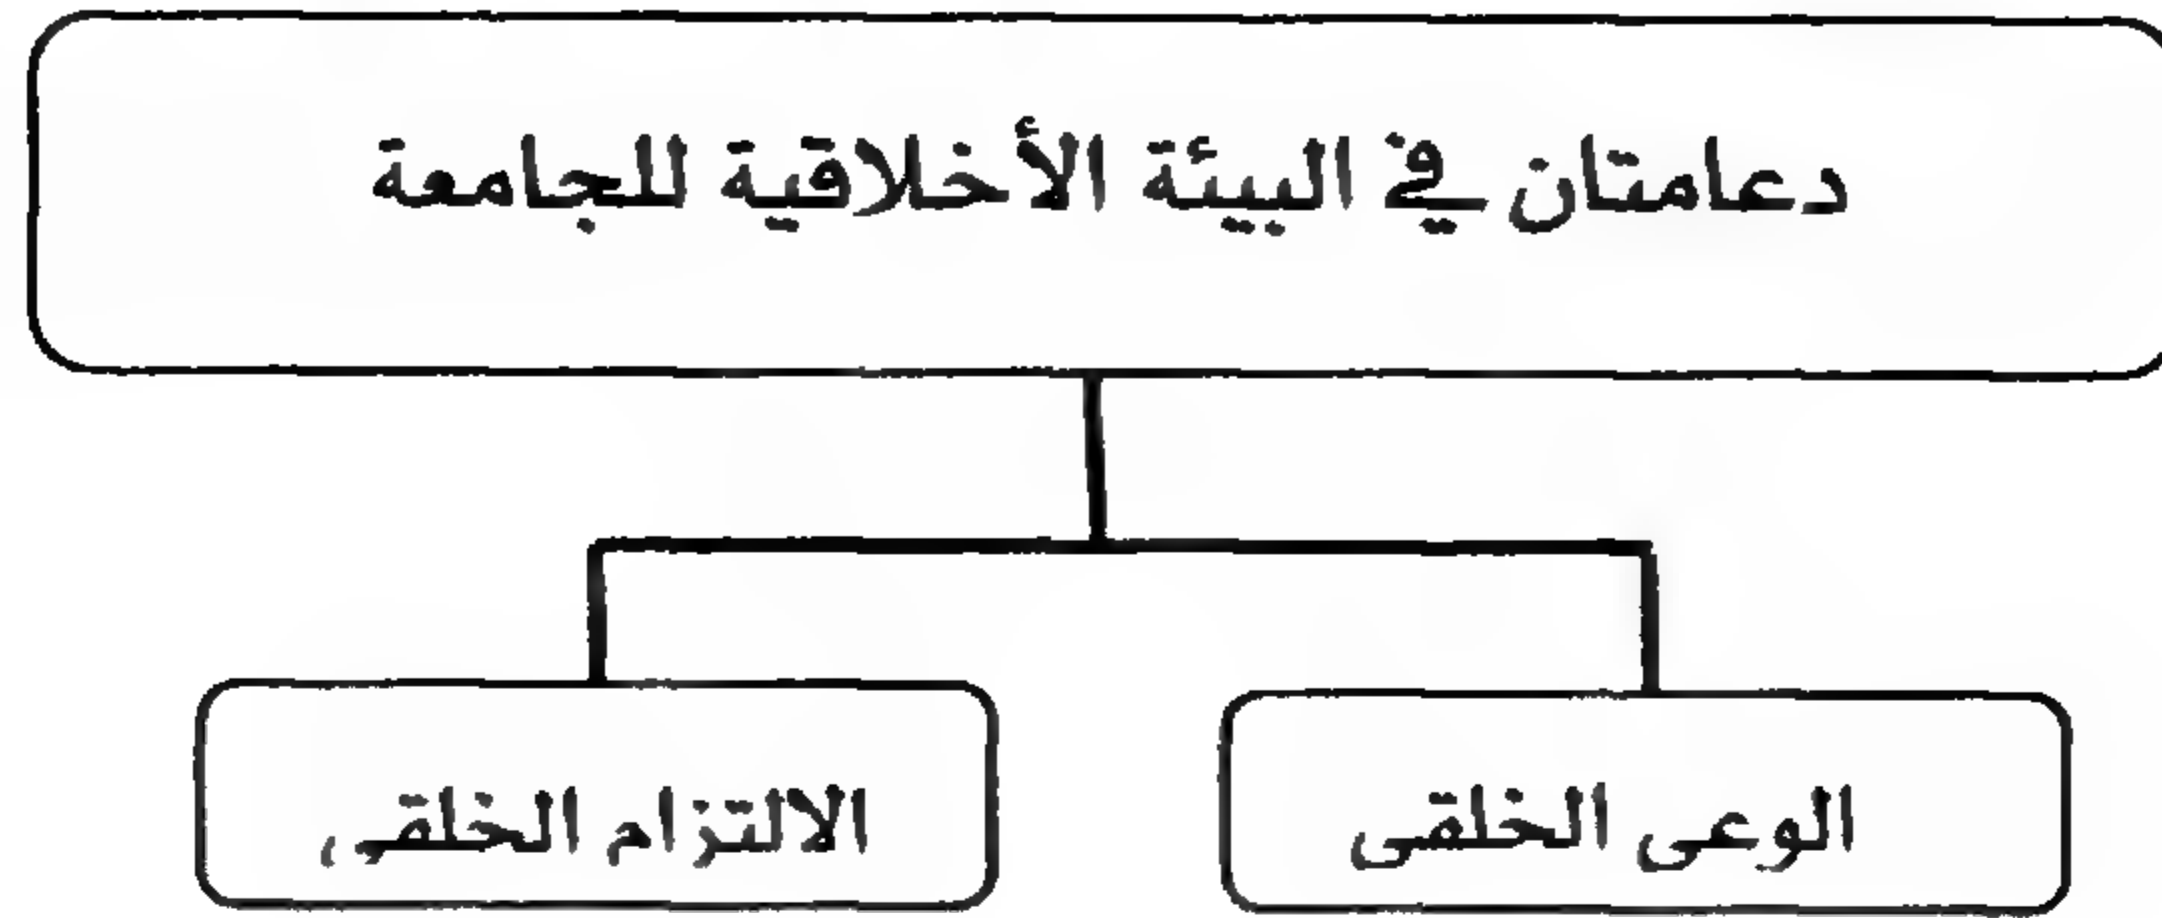 دعامتان في البيئة الأخلاقية للجامعة
الوعى الخلقى
الالتزام الخلقى